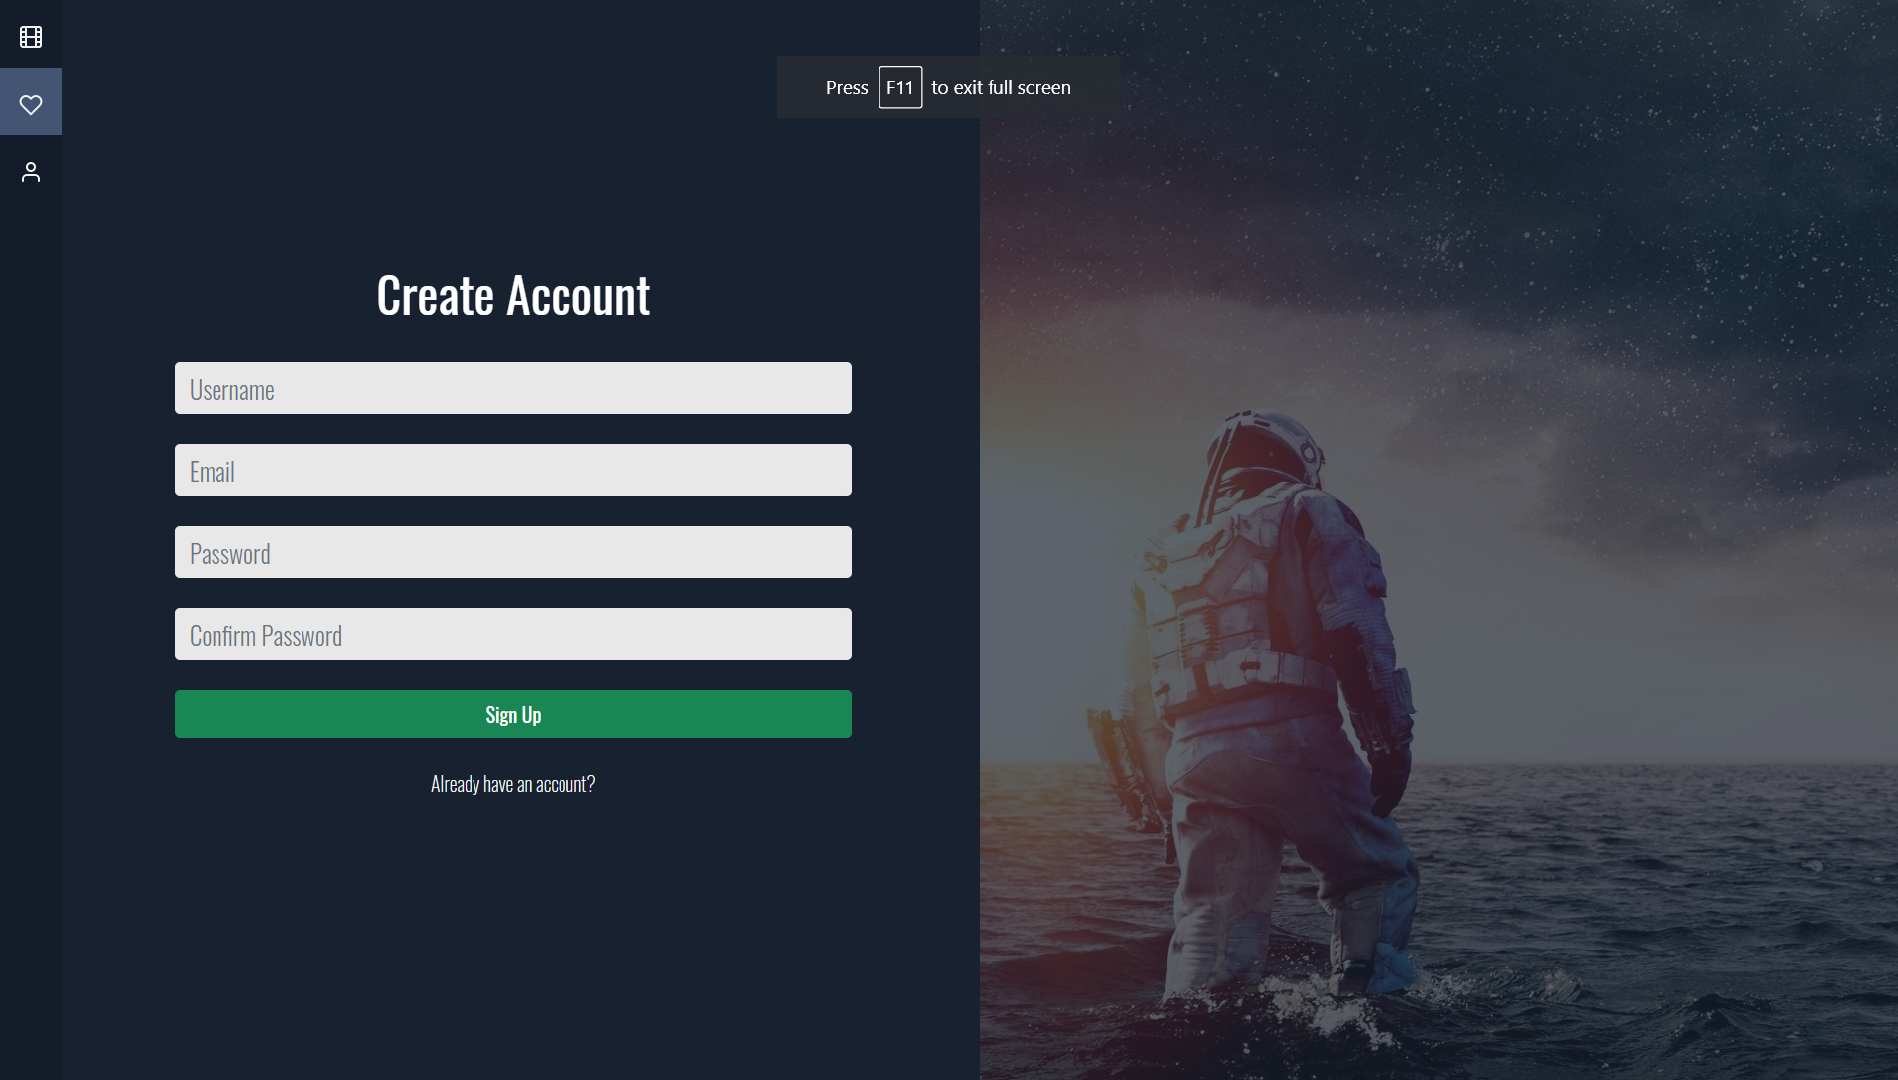 Press F11 to exit full screen
Create Account
Username
Email
Password
Confirm Password
Sign Up
Already have an account?